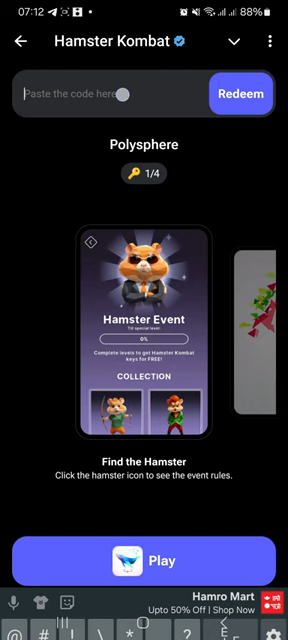 07:12
88%
Hamster Kombat
Paste the code here
Redeem
Polysphere
1/4
Hamster Event
Till special level:
0%
Complete levels to get Hamster Kombat
keys for FREE!
COLLECTION
Find the Hamster
Click the hamster icon to see the event rules.
Play
Hamro Mart
Upto 50% Off | Shop Now
@ # ! \ * ?